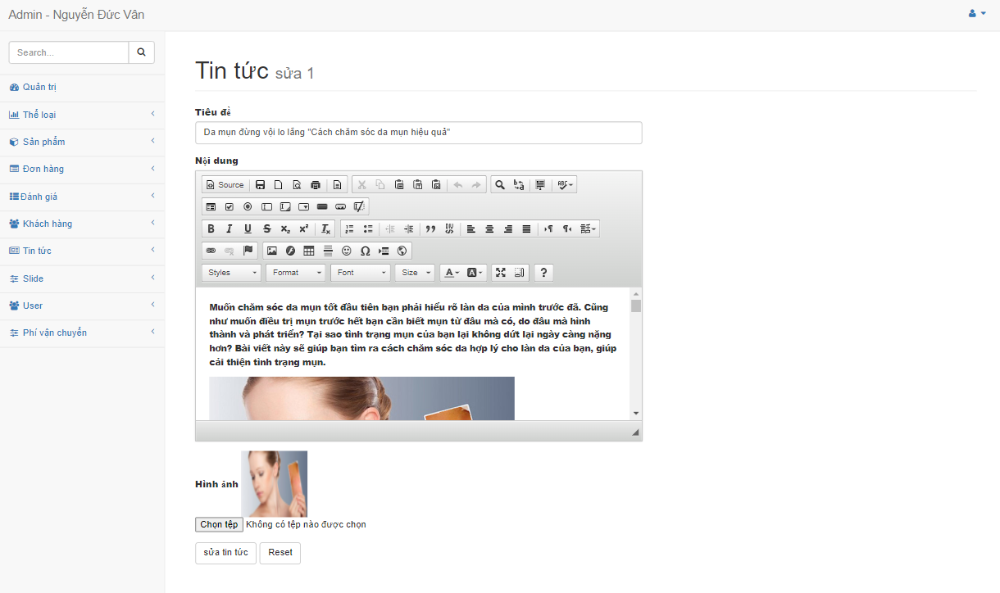 Admin - Nguyễn Đức Vân
Search...
Quản trị
Thể loại
Sản phẩm
Đơn hàng
Đánh giá
Khách hàng
Tin tức
Slide
User
Phí vận chuyển
Tin tức sửa 1
Tiêu đề
Da mụn đừng vội lo lắng "Cách chăm sóc da mụn hiệu quả"
Nội dung
Source
Styles Format Font Size
Muốn chăm sóc da mụn tốt đầu tiên bạn phải hiểu rõ làn da của mình trước đã. Cũng
như muốn điều trị mụn trước hết bạn cần biết mụn từ đâu mà có, do đâu mà hình
thành và phát triển? Tại sao tình trạng mụn của bạn lại không dứt lại ngày càng nặng
hơn? Bài viết này sẽ giúp bạn tìm ra cách chăm sóc da hợp lý cho làn da của bạn, giúp
cải thiện tình trạng mụn.
Hình ảnh
Chọn tệp Không có tệp nào được chọn
sửa tin tức Reset